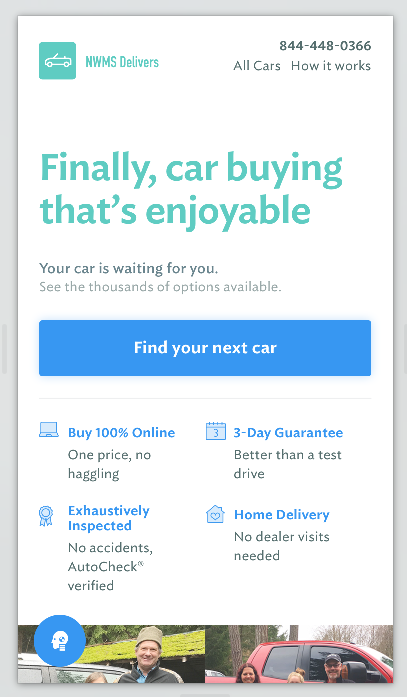 NWMS Delivers
844-448-0366
All Cars How it works
Finally, car buying
that's enjoyable
Your car is waiting for you.
See the thousands of options available.
Find your next car
Buy 100% Online
One price, no
haggling
3
3-Day Guarantee
Better than a test
drive
Exhaustively
Inspected
No accidents,
AutoCheck®
verified
Home Delivery
No dealer visits
needed